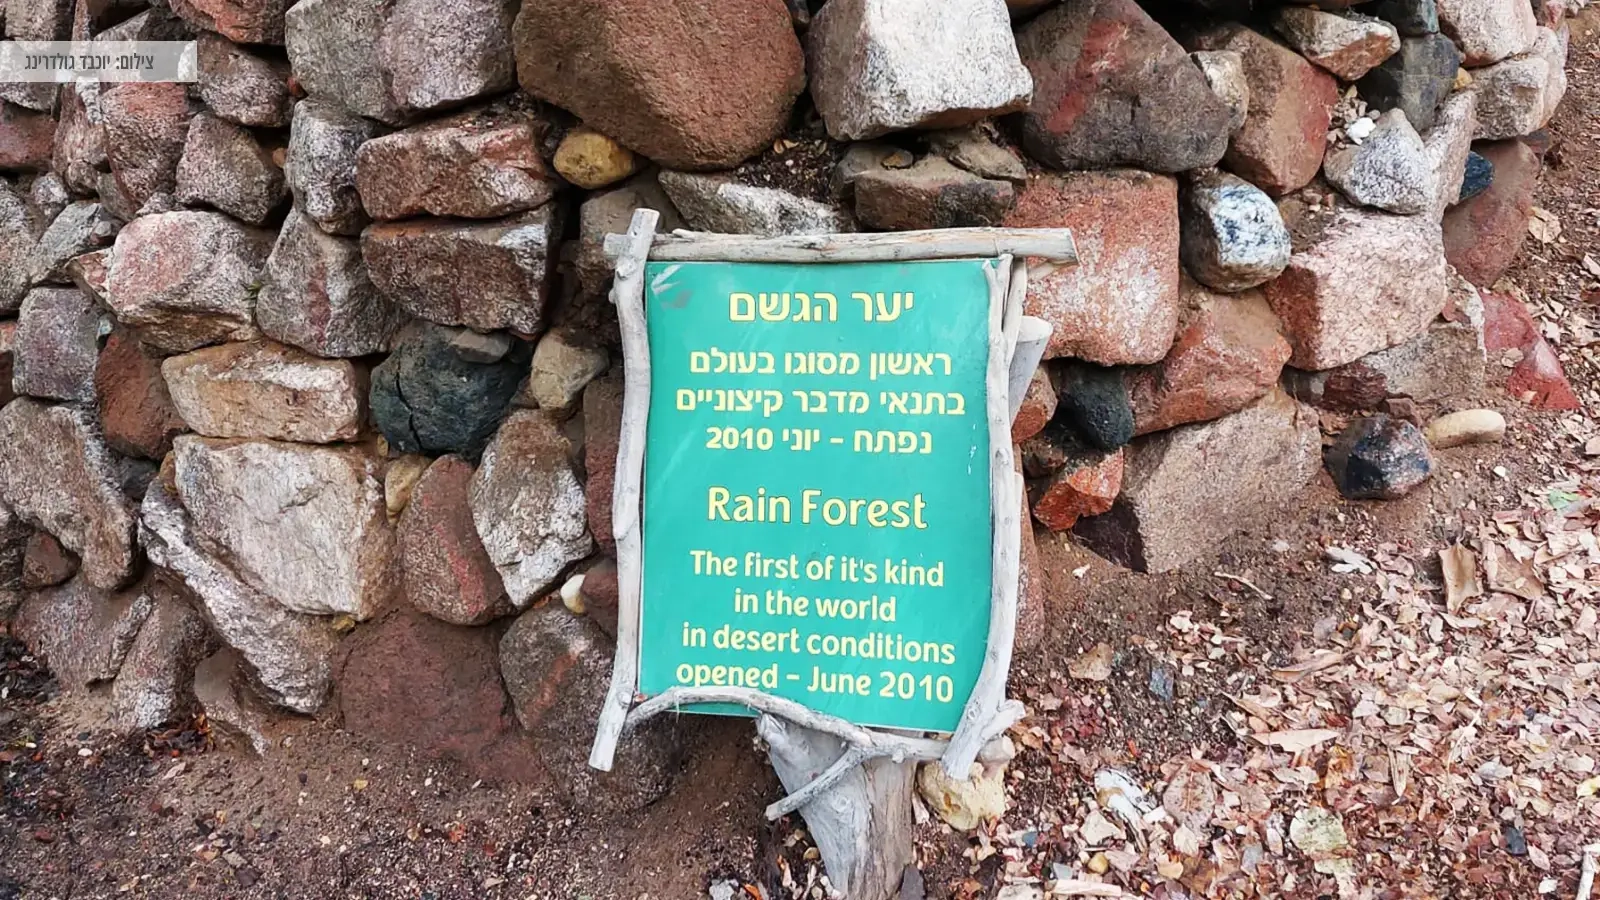 צילום: יוכבד גולדרינג
יער הגשם
ראשון מסוגו בעולם
בתנאי מדבר קיצוניים
נפתח - יוני 2010
Rain Forest
The first of it's kind
in the world
in desert conditions
opened - June 2010